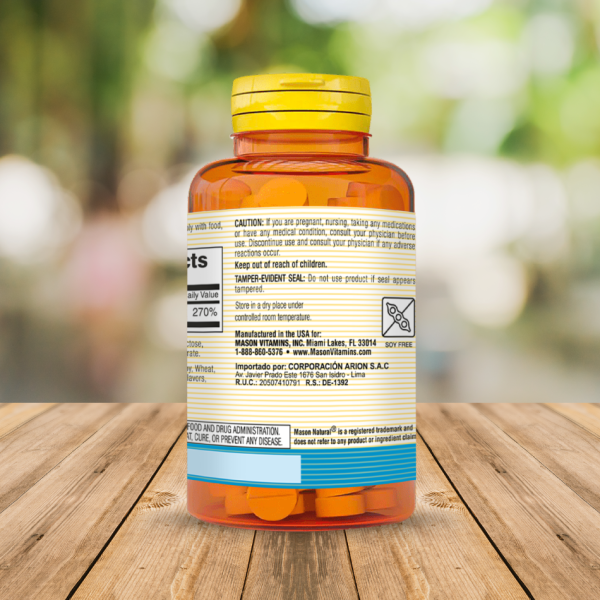 ly with food,
cts
aily Value
270%
ctose,
rate.
oy, Wheat,
lavors,
FOOD AND DRUG ADMINISTRATION.
AT, CURE, OR PREVENT ANY DISEASE.
CAUTION: If you are pregnant, nursing, taking any medications
or have any medical condition, consult your physician before
use. Discontinue use and consult your physician if any adverse
reactions occur.
Keep out of reach of children.
TAMPER-EVIDENT SEAL: Do not use product if seal appears
tampered.
Store in a dry place under
controlled room temperature.
SOY FREE
Manufactured in the USA for:
MASON VITAMINS, INC. Miami Lakes, FL 33014
1-888-860-5376 • www.MasonVitamins.com
Importado por: CORPORACIÓN ARION S.A.C
Av. Javier Prado Este 1676 San Isidro - Lima
R.U.C.: 20507410791 R.S.: DE-1392
Mason Natural® is a registered trademark and
does not refer to any product or ingredient claim